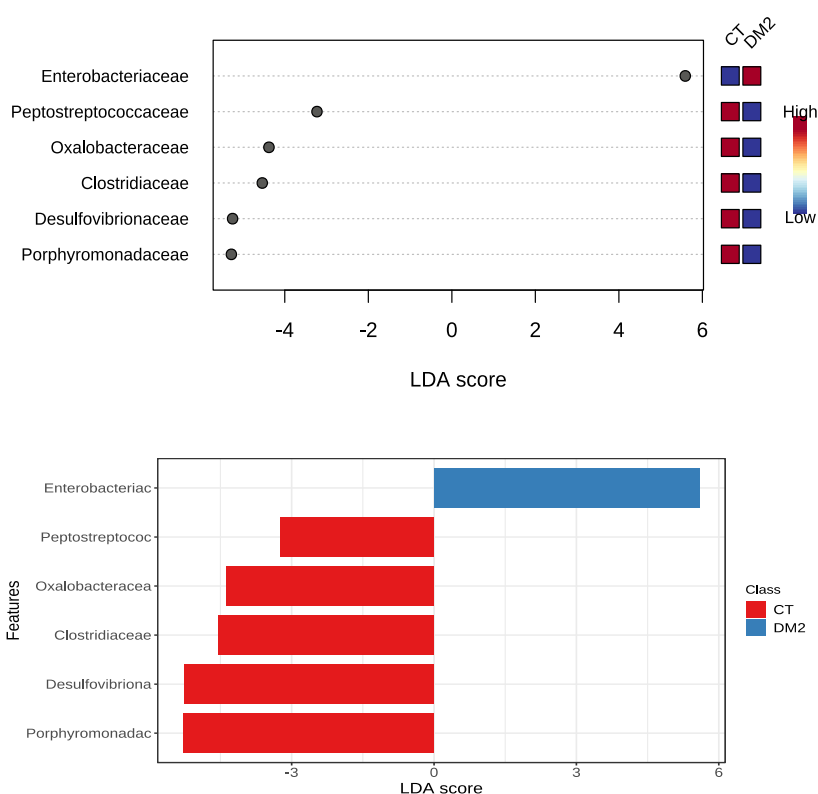 CT DM2
Enterobacteriaceae
Peptostreptococcaceae
High
Oxalobacteraceae
Clostridiaceae
Desulfovibrionaceae
Low
Porphyromonadaceae
-4 -2 0 2 4 6
LDA score
Enterobacteriac
Peptostreptococ
Oxalobacteracea
Clostridiaceae
Desulfovibriona
Porphyromonadac
Features
-3 0 3 6
LDA score
Class
CT
DM2